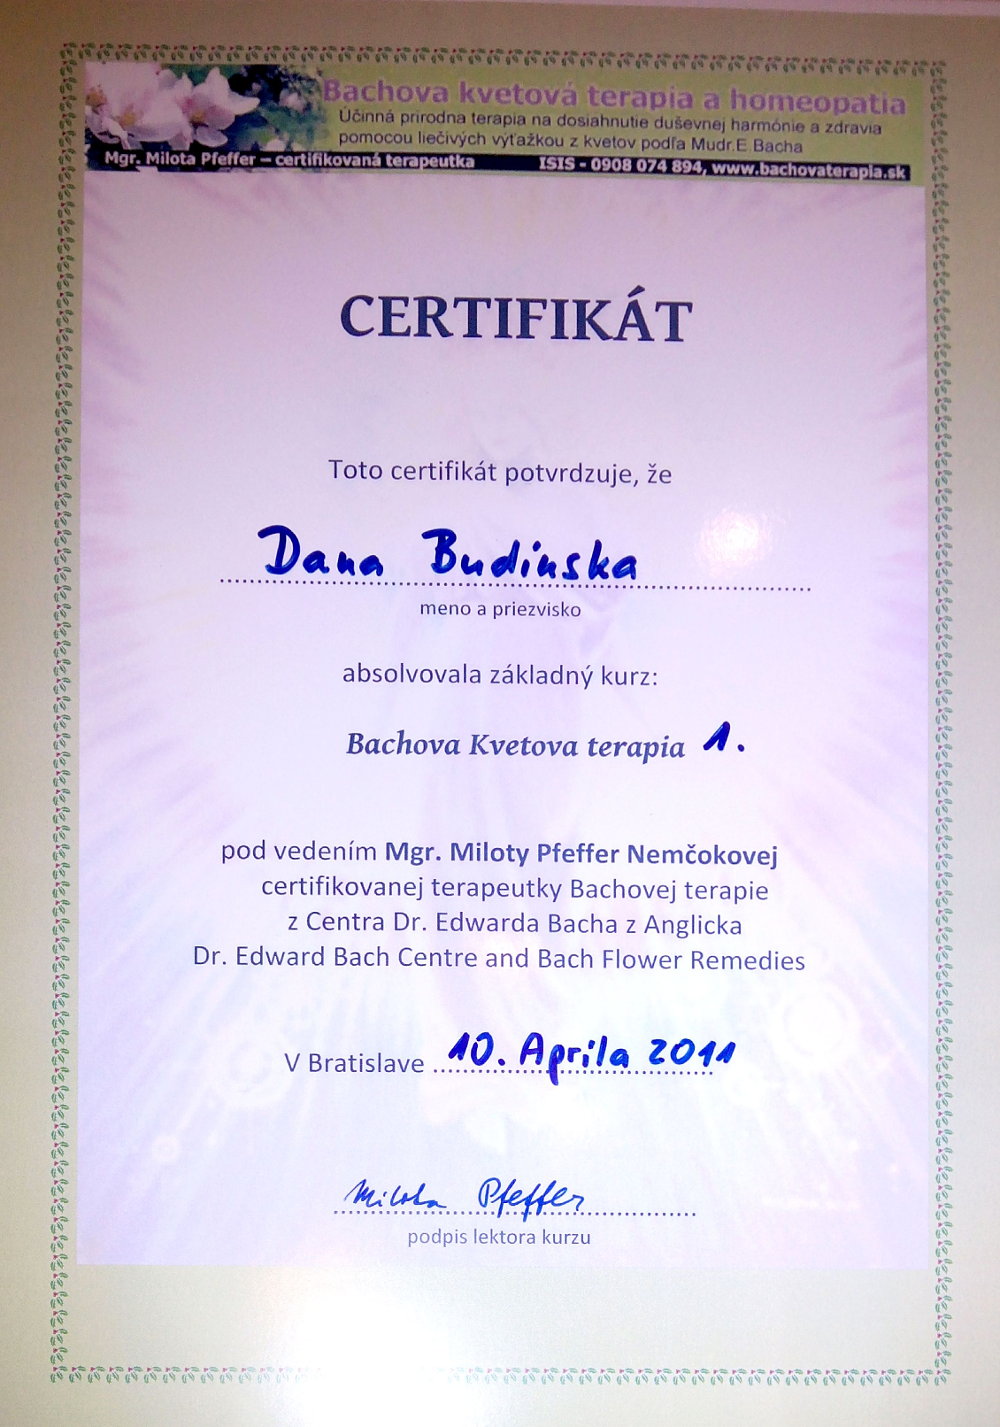 Bachova kvetová terapia a homeopatia
Účinná prírodna terapia na dosiahnutie duševnej harmónie a zdravia
pomocou liečivých výťažkou z kvetov podľa Mudr.E.Bacha
Mgr. Milota Pfeffer – certifikovaná terapeutka ISIS - 0908 074 894, www.bachovaterapia.sk
CERTIFIKÁT
Toto certifikát potvrdzuje, že
Dana Budinska
meno a priezvisko
absolvovala základný kurz:
Bachova Kvetova terapia 1.
pod vedením Mgr. Miloty Pfeffer Nemčokovej
certifikovanej terapeutky Bachovej terapie
z Centra Dr. Edwarda Bacha z Anglicka
Dr. Edward Bach Centre and Bach Flower Remedies
V Bratislave 10. Aprila 2011
Milota Pfeffer
podpis lektora kurzu